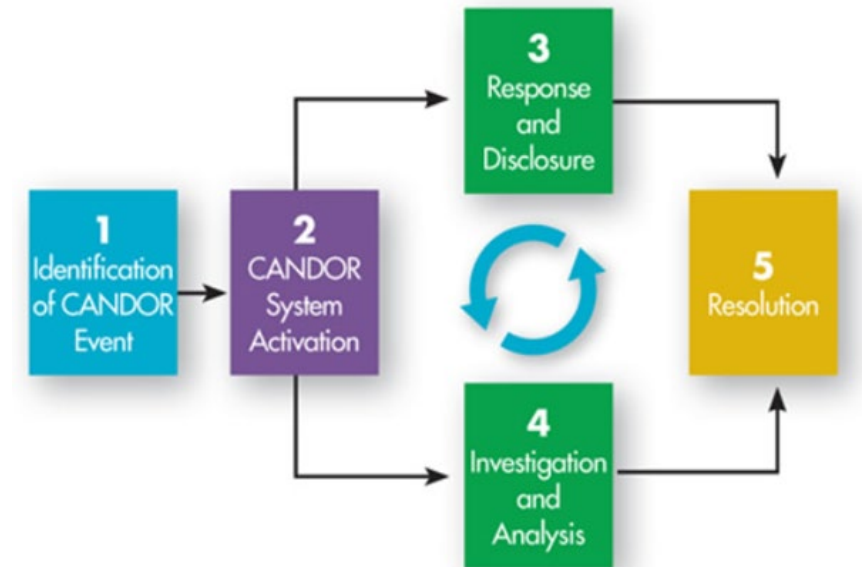 1
Identification
of CANDOR
Event
2
CANDOR
System
Activation
3
Response
and
Disclosure
4
Investigation
and
Analysis
5
Resolution